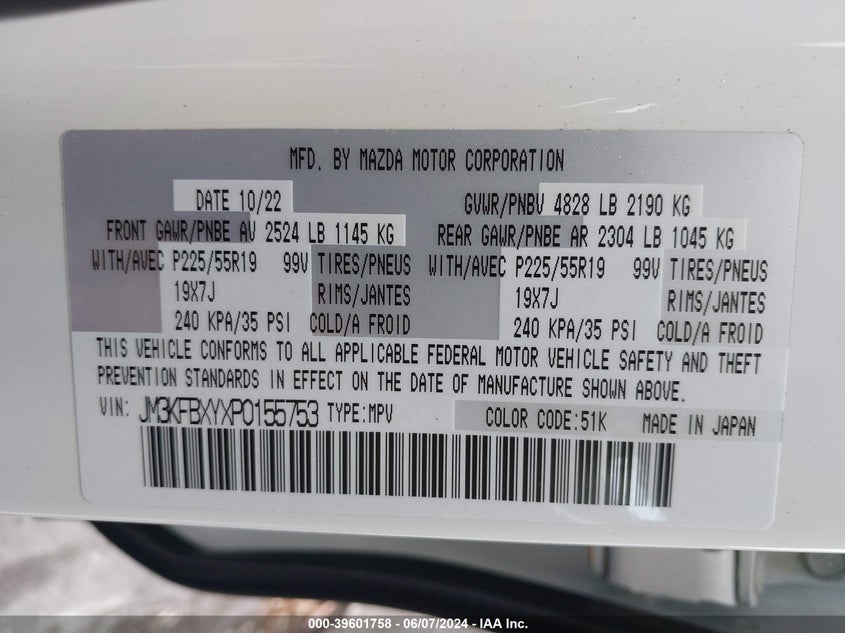 MFD. BY MAZDA MOTOR CORPORATION
DATE 10/22 GVWR/PNBV 4828 LB 2190 KG
FRONT GAWR/PNBE AV 2524 LB 1145 KG REAR GAWR/PNBE AR 2304 LB 1045 KG
WITH/AVEC P225/55R19 99V TIRES/PNEUS WITH/AVEC P225/55R19 99V TIRES/PNEUS
19X7J RIMS/JANTES 19X7J RIMS/JANTES
240 KPA/35 PSI COLD/A FROID 240 KPA/35 PSI COLD/A FROID
THIS VEHICLE CONFORMS TO ALL APPLICABLE FEDERAL MOTOR VEHICLE SAFETY AND THEFT
PREVENTION STANDARDS IN EFFECT ON THE DATE OF MANUFACTURE SHOWN ABOVE.
VIN: JM3KFBXYXP0155753 TYPE:MPV COLOR CODE:51K MADE IN JAPAN
000-39601758 - 06/07/2024 - IAA Inc.